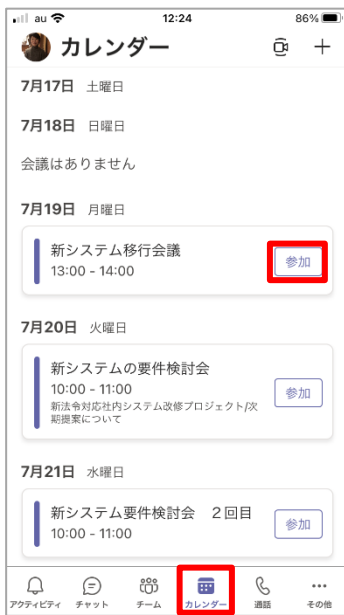 au 12:24 86%
カレンダー
7月17日 土曜日
7月18日 日曜日
会議はありません
7月19日 月曜日
新システム移行会議
13:00 - 14:00
参加
7月20日 火曜日
新システムの要件検討会
10:00 - 11:00
新法令対応社内システム改修プロジェクト/次
期提案について
参加
7月21日 水曜日
新システム要件検討会 2回目
10:00 - 11:00
参加
アクティビティ チャット チーム カレンダー 通話 その他